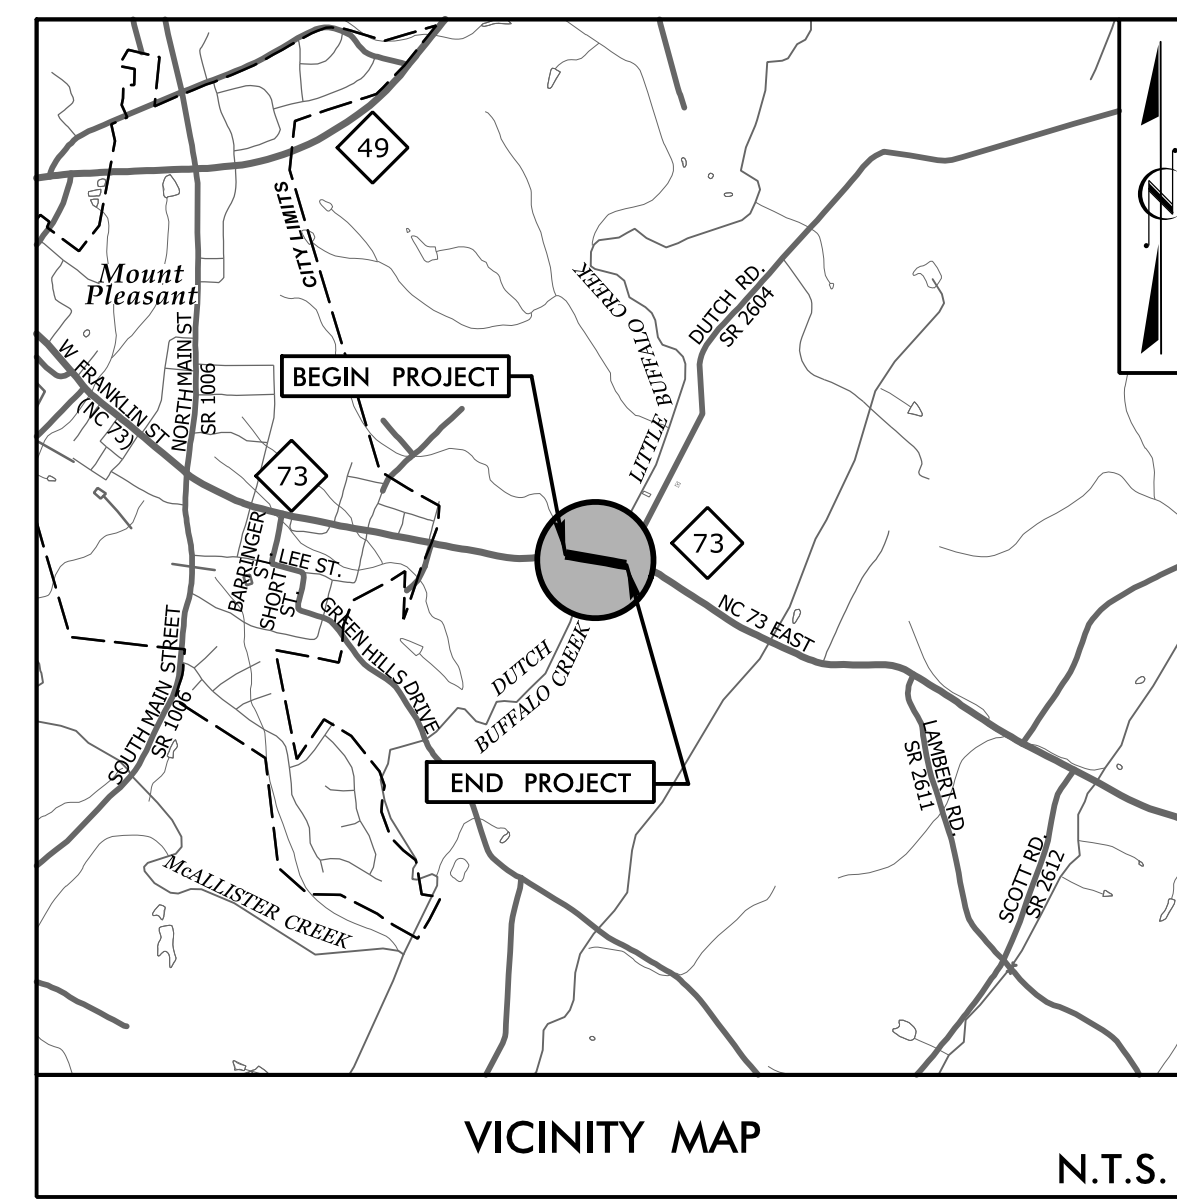 49
CITY LIMITS
Mount
Pleasant
N
LITTLE BUFFALO CREEK
DUTCH RD.
SR 2604
NORTH MAIN ST
SR 1006
W FRANKLIN ST
(NC 73)
BEGIN PROJECT
73
73
BARRINGER
ST.
LEE ST.
SHORT
ST.
GREEN HILLS DRIVE
NC 73 EAST
DUTCH
BUFFALO CREEK
SOUTH MAIN STREET
SR 1006
END PROJECT
LAMBERT RD.
SR 2611
SCOTT RD.
SR 2612
McALLISTER CREEK
VICINITY MAP
N.T.S.